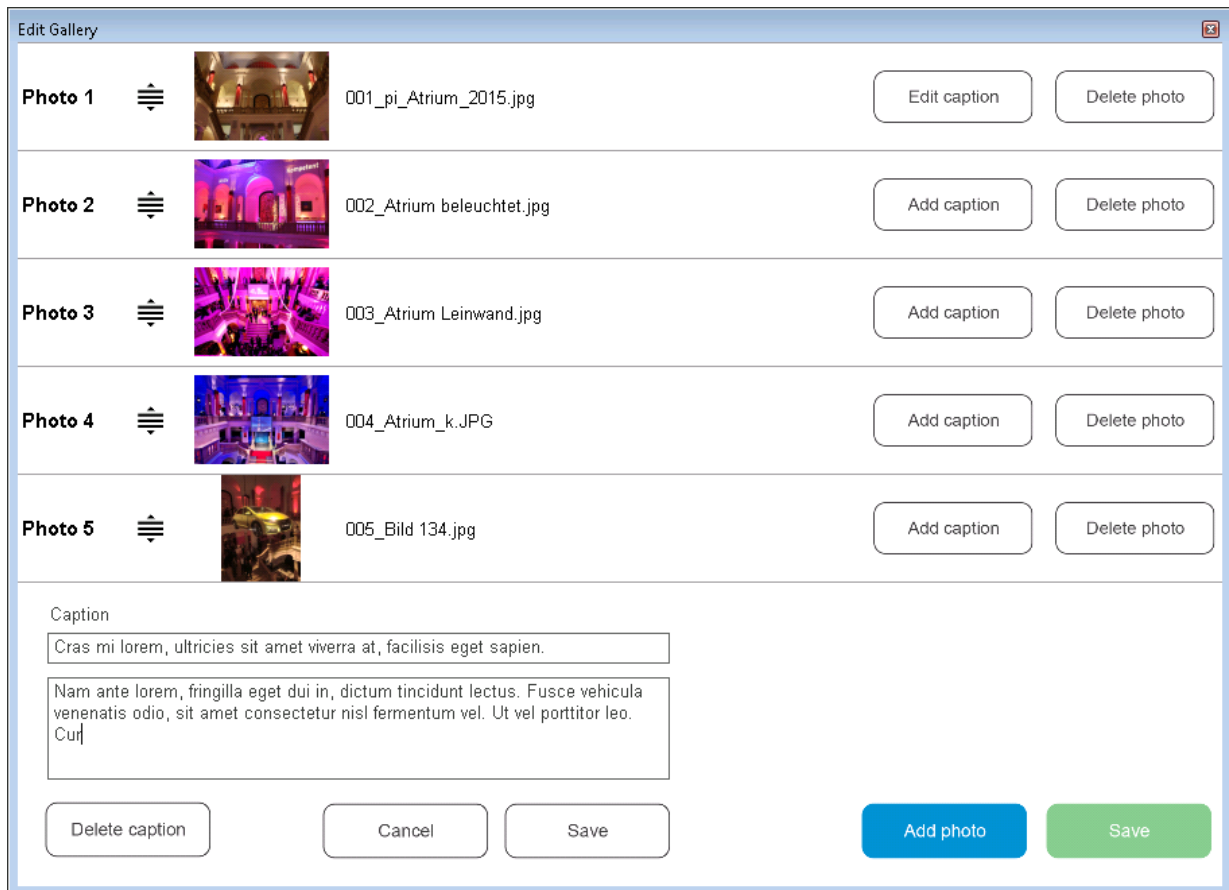 Edit Gallery
Photo 1 001_pi_Atrium_2015.jpg Edit caption Delete photo
kompetent
Photo 2 002_Atrium beleuchtet.jpg Add caption Delete photo
Photo 3 003_Atrium Leinwand.jpg Add caption Delete photo
Photo 4 004_Atrium_k.JPG Add caption Delete photo
Photo 5 005_Bild 134.jpg Add caption Delete photo
Caption
Cras mi lorem, ultricies sit amet viverra at, facilisis eget sapien.
Nam ante lorem, fringilla eget dui in, dictum tincidunt lectus. Fusce vehicula
venenatis odio, sit amet consectetur nisl fermentum vel. Ut vel porttitor leo.
Cur
Delete caption Cancel Save Add photo Save